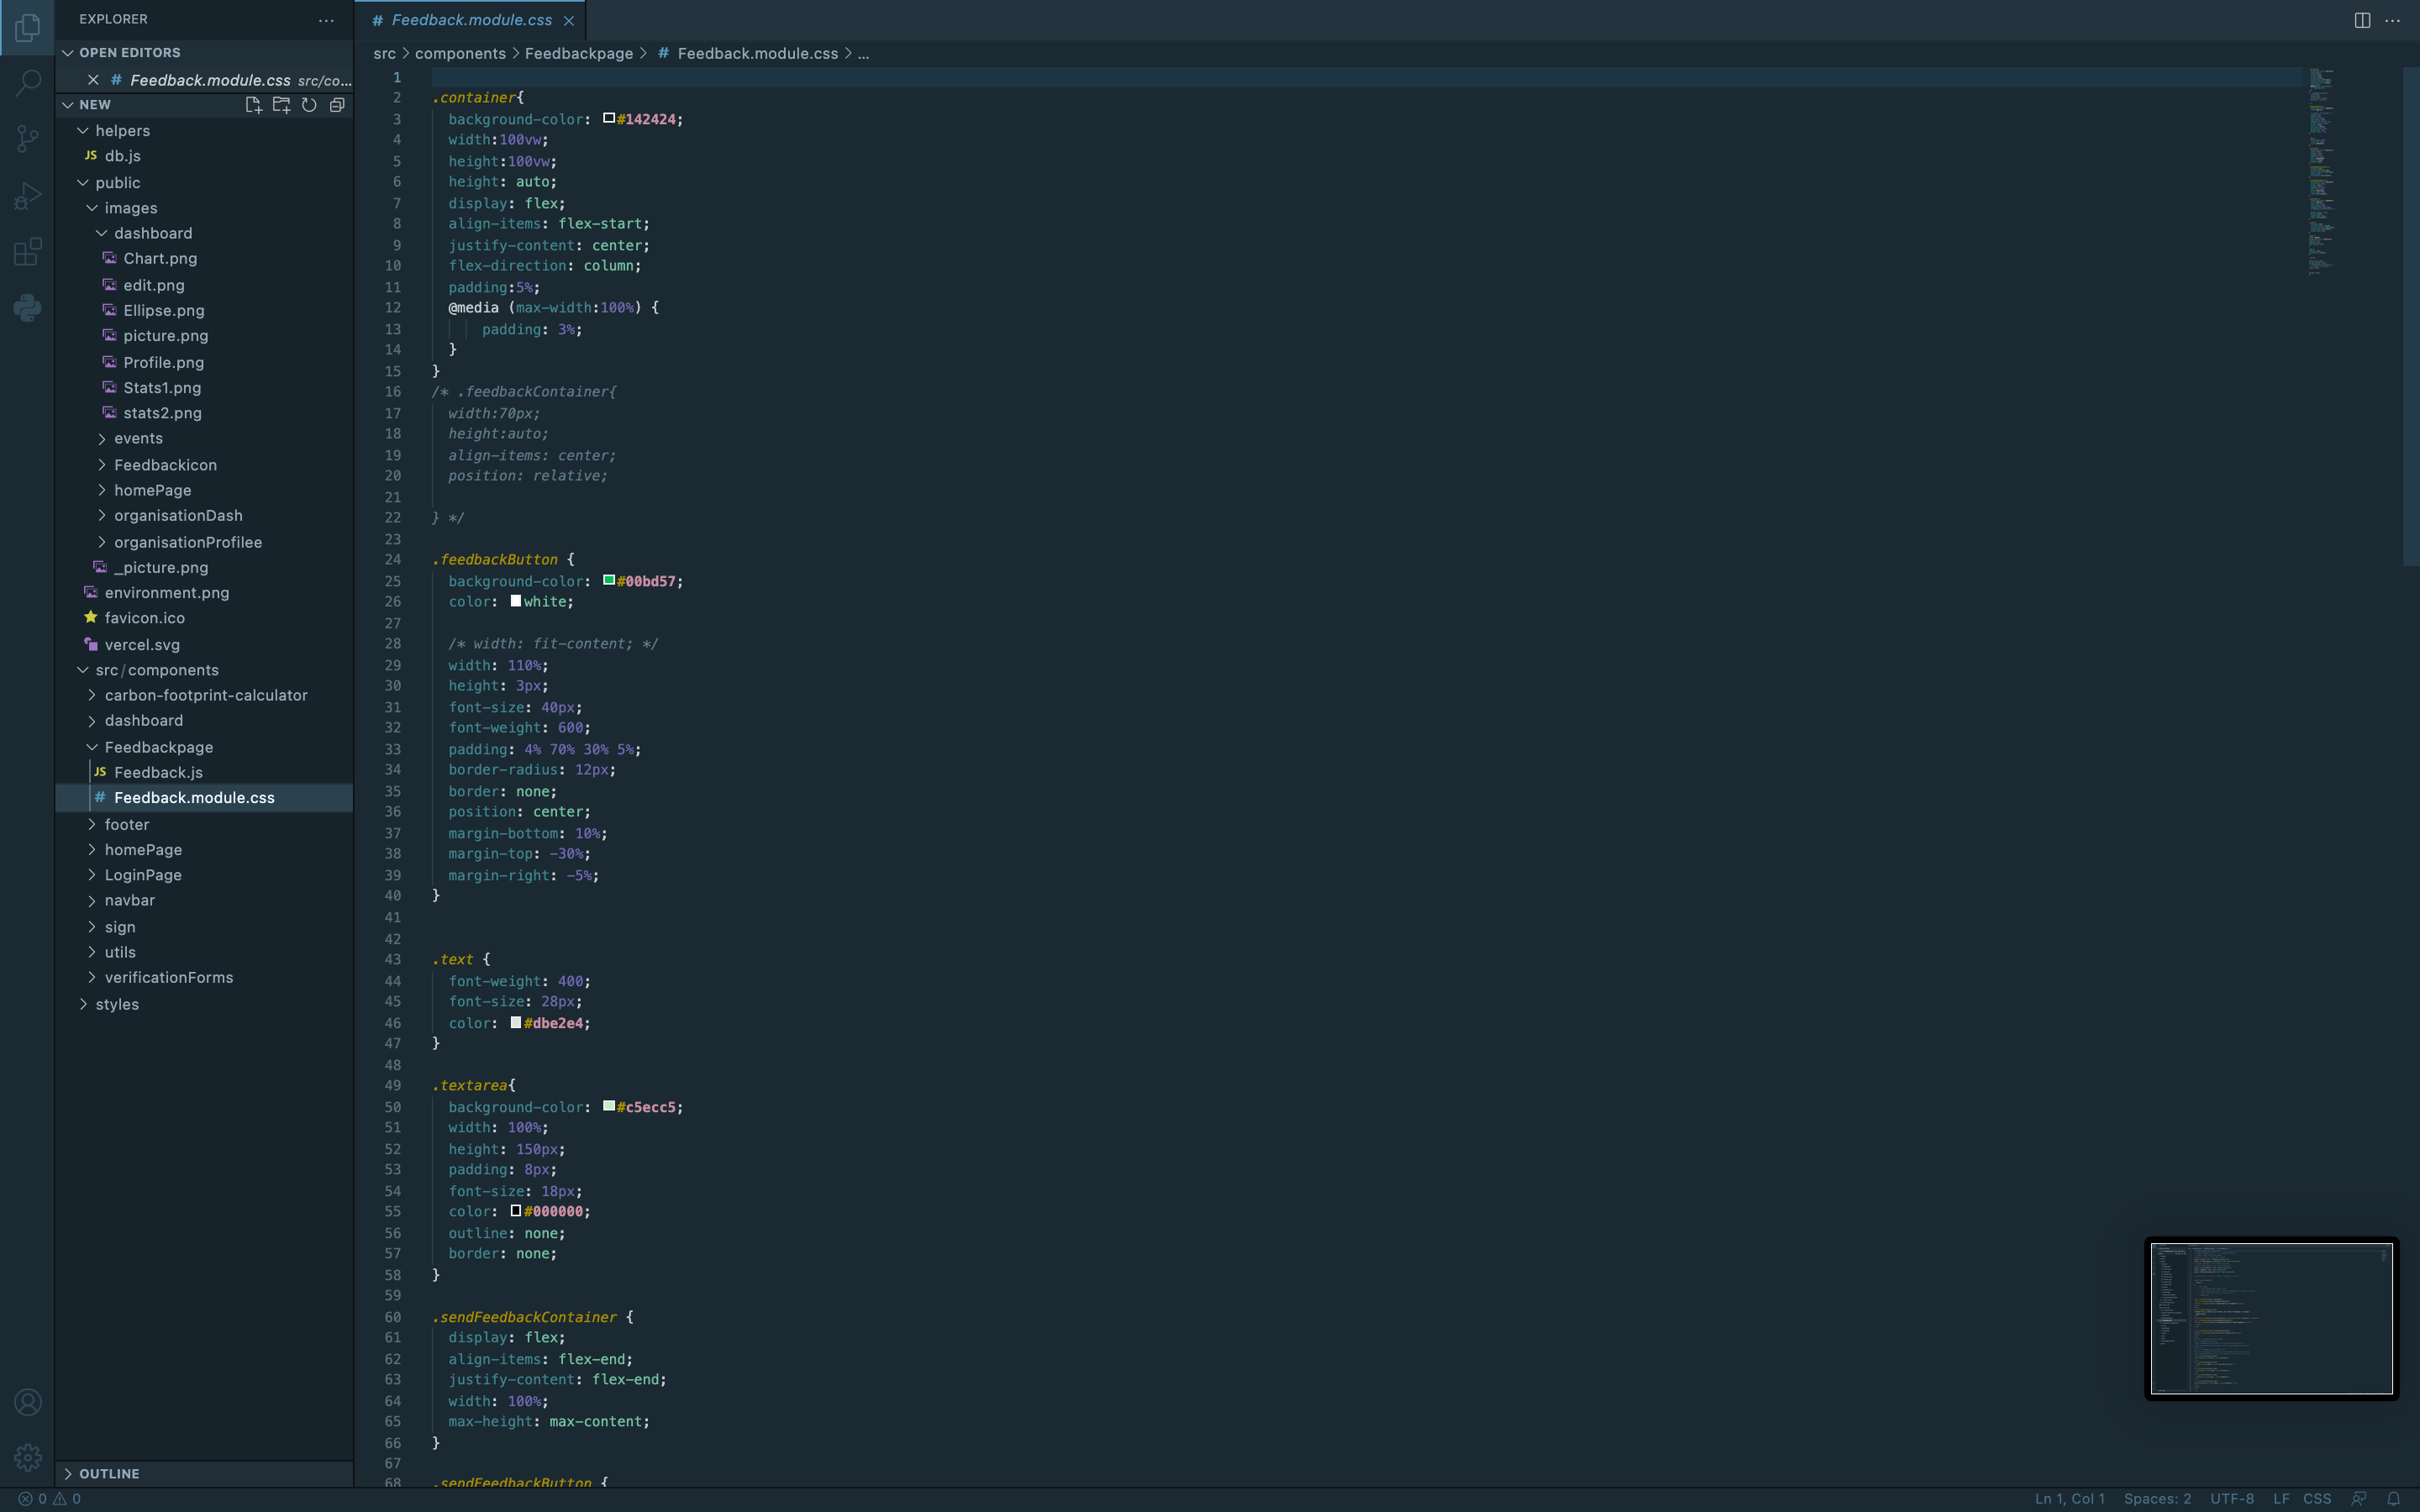 EXPLORER
OPEN EDITORS
# Feedback.module.css src/co...
NEW
helpers
JS db.js
public
images
dashboard
Chart.png
edit.png
Ellipse.png
picture.png
Profile.png
Stats1.png
stats2.png
events
Feedbackicon
homePage
organisationDash
organisationProfilee
_picture.png
environment.png
favicon.ico
vercel.svg
src/components
carbon-footprint-calculator
dashboard
Feedbackpage
JS Feedback.js
# Feedback.module.css
footer
homePage
LoginPage
navbar
sign
utils
verificationForms
styles
OUTLINE
# Feedback.module.css
src > components > Feedbackpage > # Feedback.module.css > ...
1
2 .container{
3 background-color: #142424;
4 width:100vw;
5 height:100vw;
6 height: auto;
7 display: flex;
8 align-items: flex-start;
9 justify-content: center;
10 flex-direction: column;
11 padding:5%;
12 @media (max-width:100%) {
13 padding: 3%;
14 }
15 }
16 /* .feedbackContainer{
17 width:70px;
18 height:auto;
19 align-items: center;
20 position: relative;
21
22 } */
23
24 .feedbackButton {
25 background-color: #00bd57;
26 color: white;
27
28 /* width: fit-content; */
29 width: 110%;
30 height: 3px;
31 font-size: 40px;
32 font-weight: 600;
33 padding: 4% 70% 30% 5%;
34 border-radius: 12px;
35 border: none;
36 position: center;
37 margin-bottom: 10%;
38 margin-top: -30%;
39 margin-right: -5%;
40 }
41
42
43 .text {
44 font-weight: 400;
45 font-size: 28px;
46 color: #dbe2e4;
47 }
48
49 .textarea{
50 background-color: #c5ecc5;
51 width: 100%;
52 height: 150px;
53 padding: 8px;
54 font-size: 18px;
55 color: #000000;
56 outline: none;
57 border: none;
58 }
59
60 .sendFeedbackContainer {
61 display: flex;
62 align-items: flex-end;
63 justify-content: flex-end;
64 width: 100%;
65 max-height: max-content;
66 }
67
68 .sendFeedbackButton {
0 0
Ln 1, Col 1 Spaces: 2 UTF-8 LF CSS